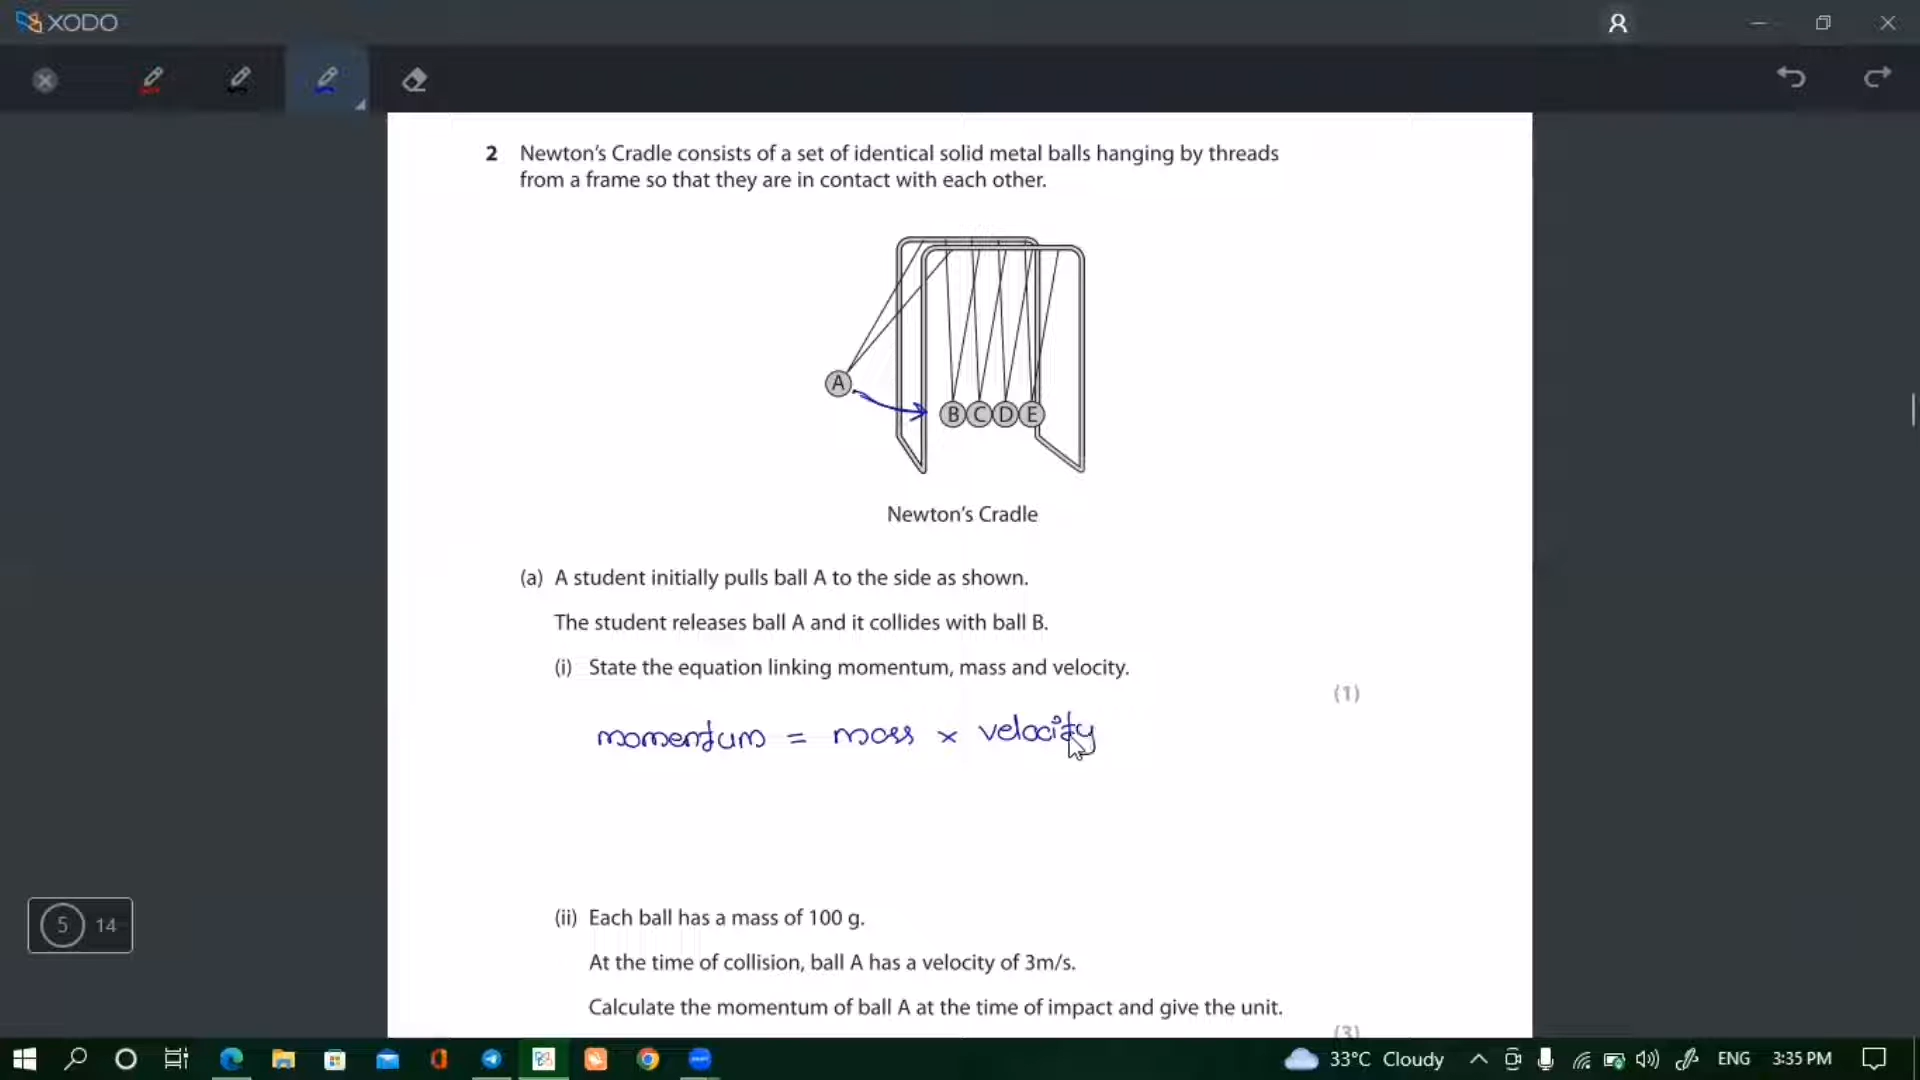 XODO
2 Newton's Cradle consists of a set of identical solid metal balls hanging by threads
from a frame so that they are in contact with each other.
A
B C D E
Newton's Cradle
(a) A student initially pulls ball A to the side as shown.
The student releases ball A and it collides with ball B.
(i) State the equation linking momentum, mass and velocity.
(1)
momentum = mass × velocity
5 14
(ii) Each ball has a mass of 100 g.
At the time of collision, ball A has a velocity of 3m/s.
Calculate the momentum of ball A at the time of impact and give the unit.
(3)
33°C Cloudy ENG 3:35 PM